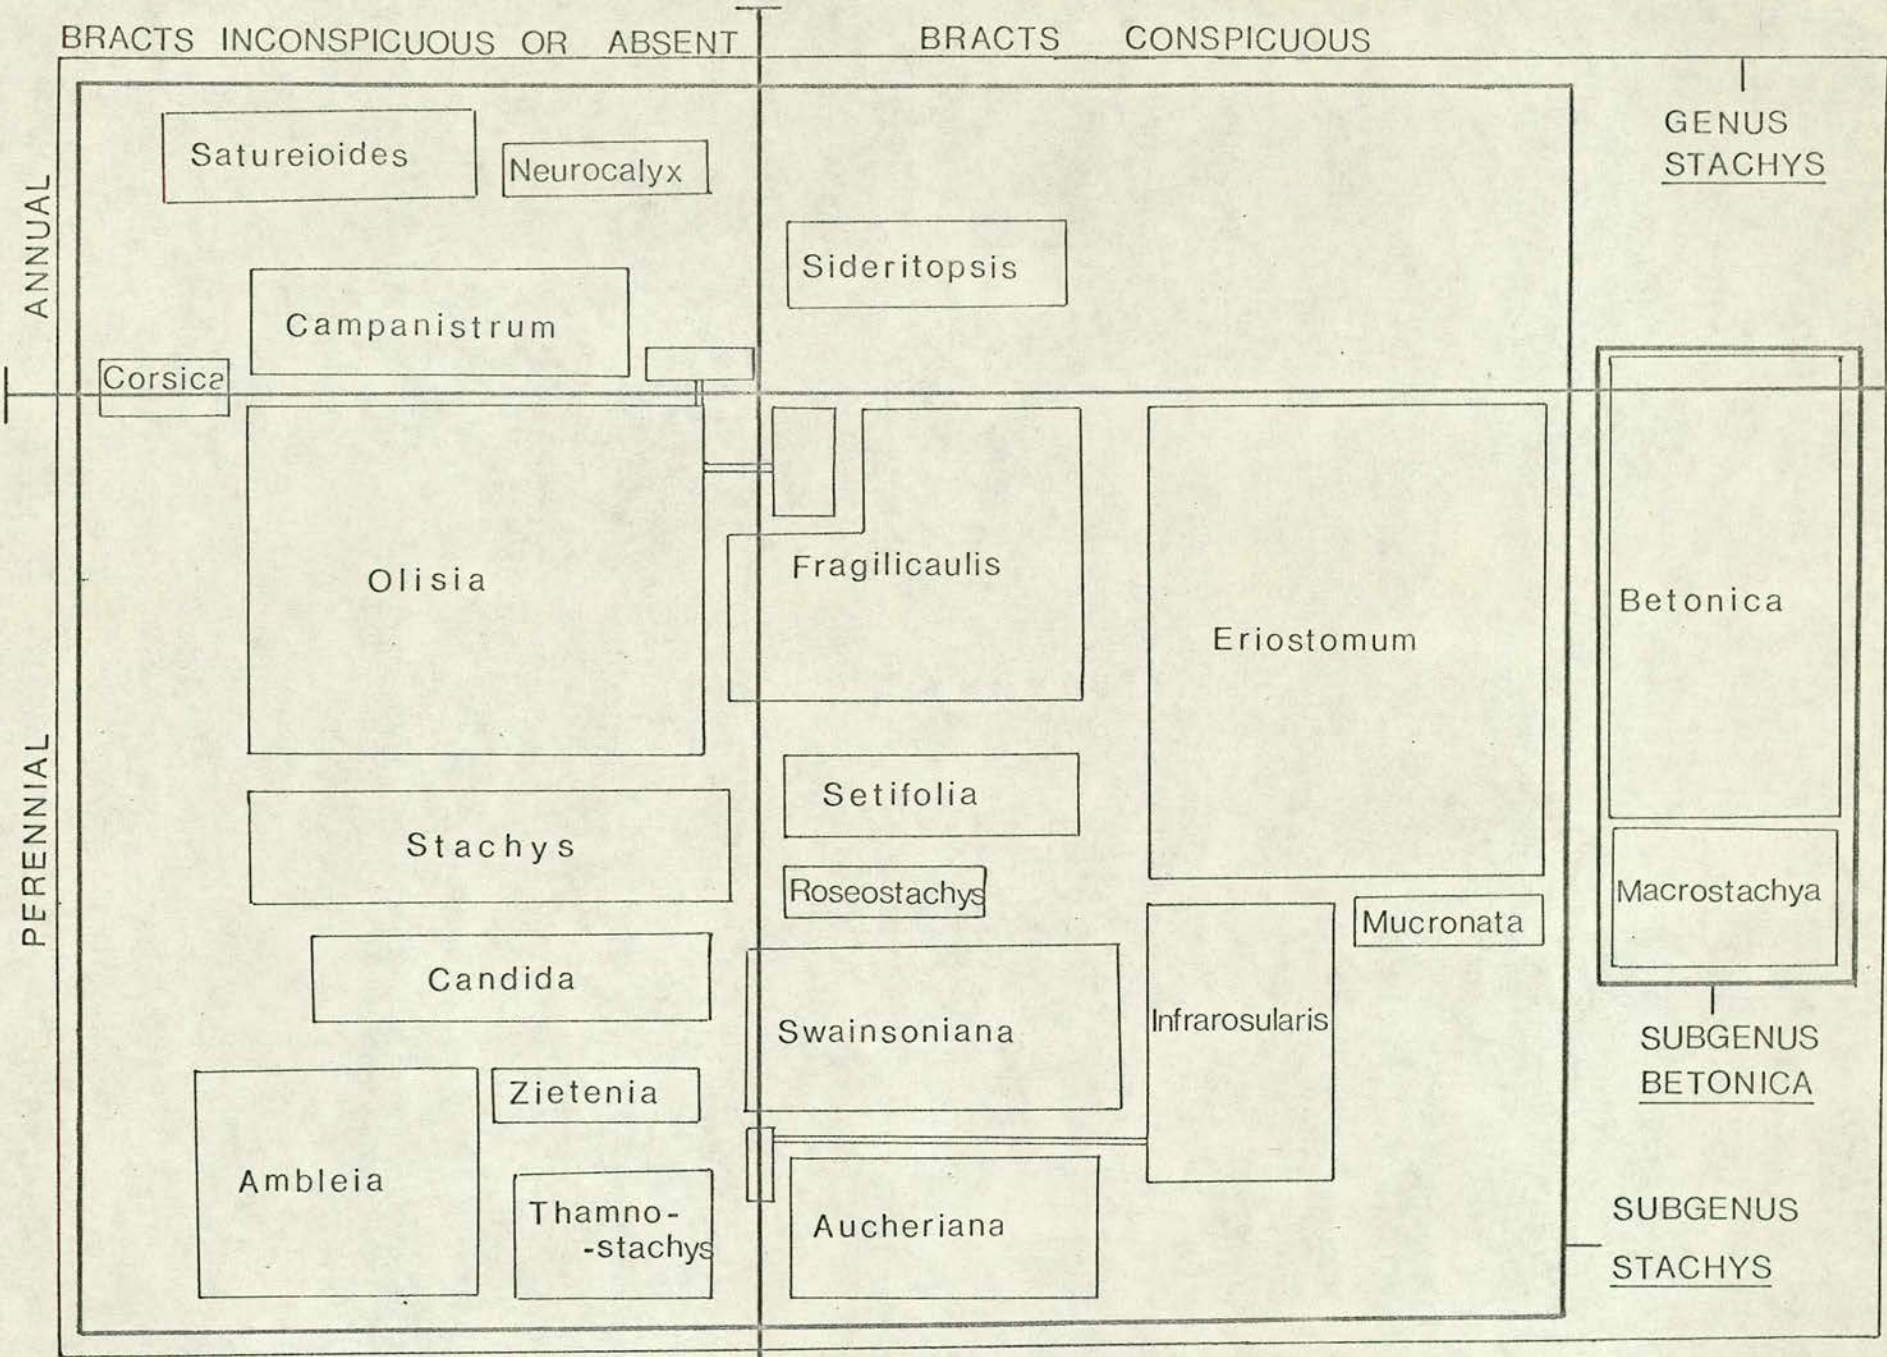 BRACTS INCONSPICUOUS OR ABSENT
BRACTS CONSPICUOUS
GENUS
STACHYS
ANNUAL
Satureioides
Neurocalyx
Sideritopsis
Campanistrum
Corsica
PERENNIAL
Olisia
Fragilicaulis
Eriostomum
Betonica
Setifolia
Stachys
Roseostachys
Macrostachya
Mucronata
Candida
Swainsoniana
Infrarosularis
SUBGENUS
BETONICA
Zietenia
Ambleia
Thamno-
-stachys
Aucheriana
SUBGENUS
STACHYS